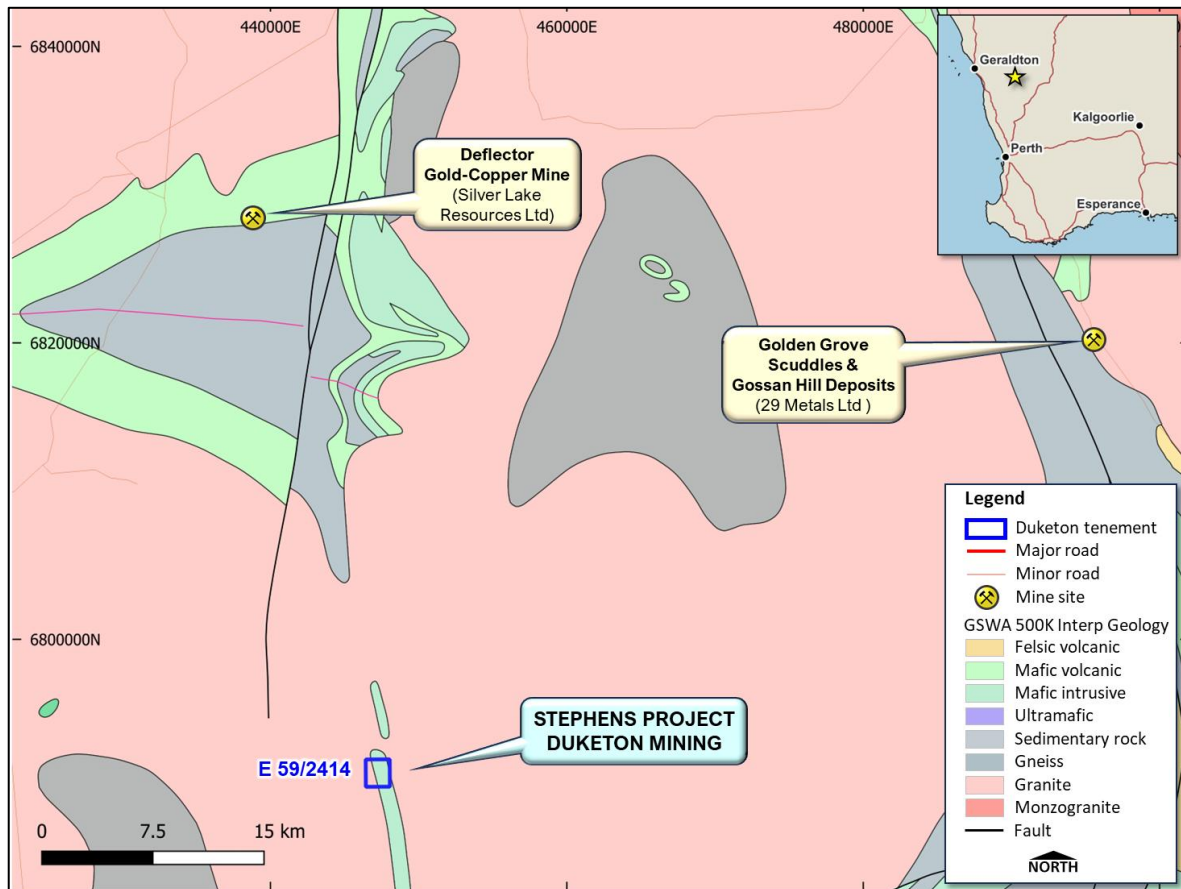 440000E
460000E
480000E
6840000N
6820000N
6800000N
Geraldton
Kalgoorlie
Perth
Esperance
Deflector
Gold-Copper Mine
(Silver Lake
Resources Ltd)
Golden Grove
Scuddles &
Gossan Hill Deposits
(29 Metals Ltd )
STEPHENS PROJECT
DUKETON MINING
E 59/2414
0 7.5 15 km
Legend
Duketon tenement
Major road
Minor road
Mine site
GSWA 500K Interp Geology
Felsic volcanic
Mafic volcanic
Mafic intrusive
Ultramafic
Sedimentary rock
Gneiss
Granite
Monzogranite
Fault
NORTH